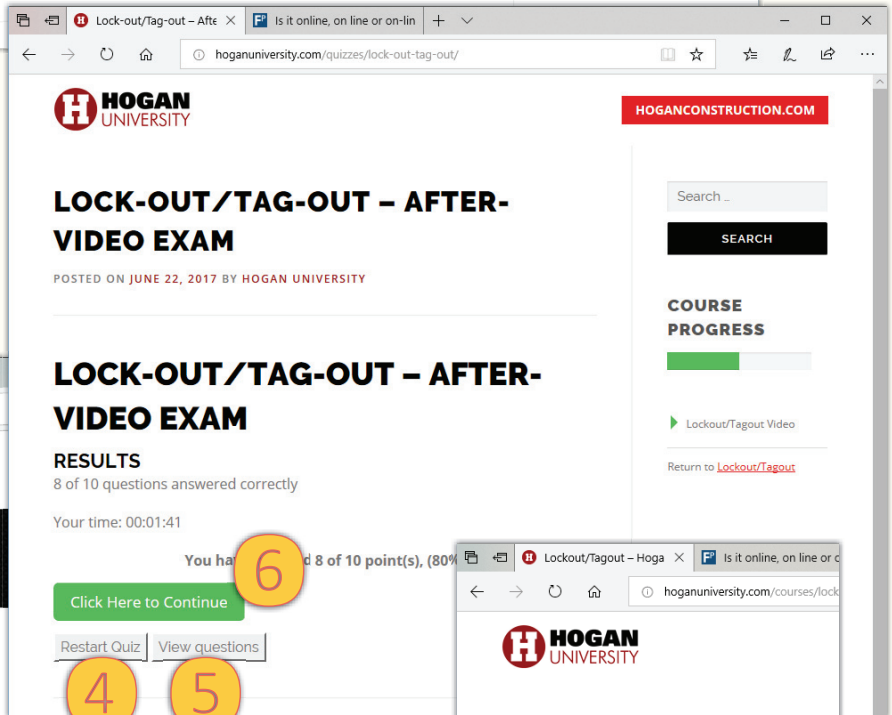 Lock-out/Tag-out – Afte
Is it online, on line or on-lin
hoganuniversity.com/quizzes/lock-out-tag-out/
H HOGAN
UNIVERSITY
HOGANCONSTRUCTION.COM
LOCK-OUT/TAG-OUT – AFTER-
VIDEO EXAM
POSTED ON JUNE 22, 2017 BY HOGAN UNIVERSITY
Search ...
SEARCH
COURSE
PROGRESS
Lockout/Tagout Video
Return to Lockout/Tagout
LOCK-OUT/TAG-OUT – AFTER-
VIDEO EXAM
RESULTS
8 of 10 questions answered correctly
Your time: 00:01:41
You ha d 8 of 10 point(s), (80%
6
Click Here to Continue
Restart Quiz View questions
4 5
Lockout/Tagout – Hoga
Is it online, on line or o
hoganuniversity.com/courses/lock
H HOGAN
UNIVERSITY